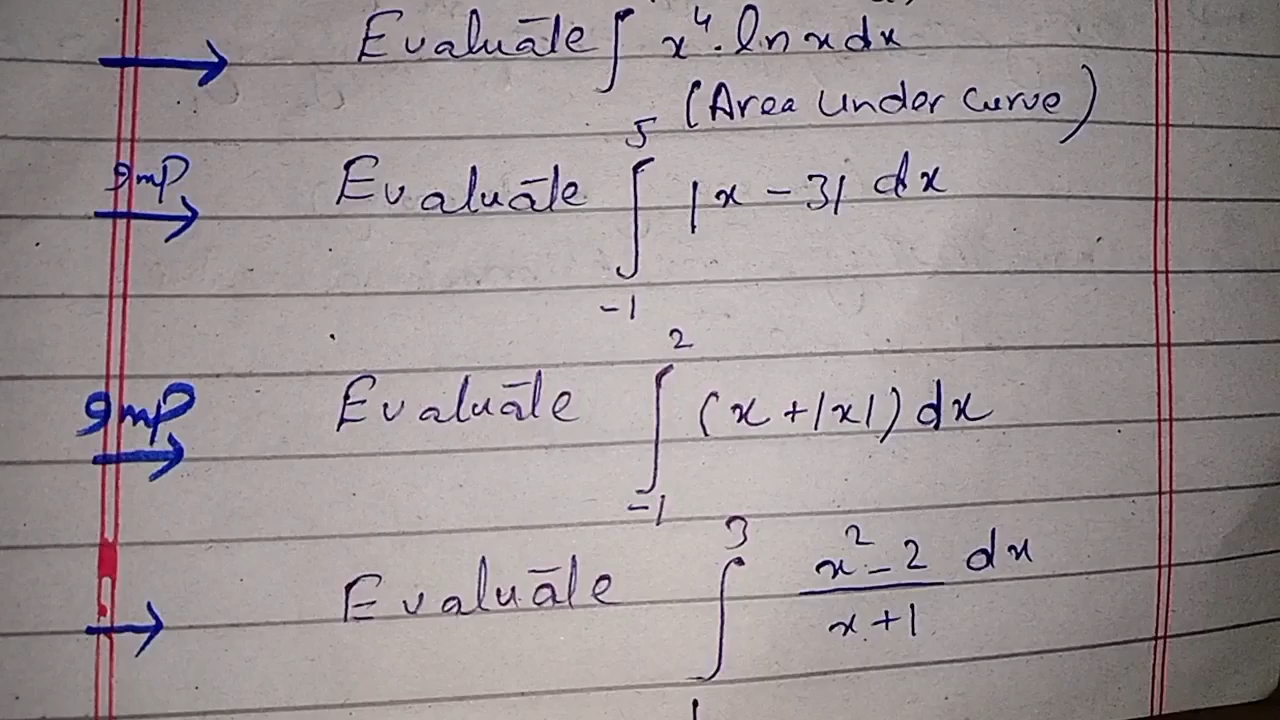 Evaluate ∫ x⁴. ln x dx
(Area Under Curve)
Imp Evaluate ∫₋₁⁵ |x - 3| dx
Imp Evaluate ∫₋₁² (x + |x|) dx
Evaluate ∫₁³ (x² - 2)/(x + 1) dx